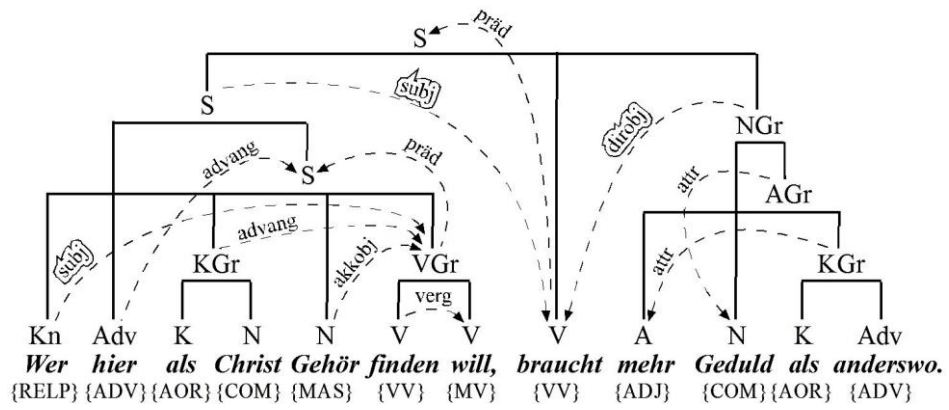 S präd
S subj
dirobj NGr
advang S präd attr AGr
subj KGr advang akkobj VGr attr KGr
verg
Kn Adv K N N V V V A N K Adv
Wer hier als Christ Gehör finden will, braucht mehr Geduld als anderswo.
{RELP} {ADV} {AOR} {COM} {MAS} {VV} {MV} {VV} {ADJ} {COM} {AOR} {ADV}